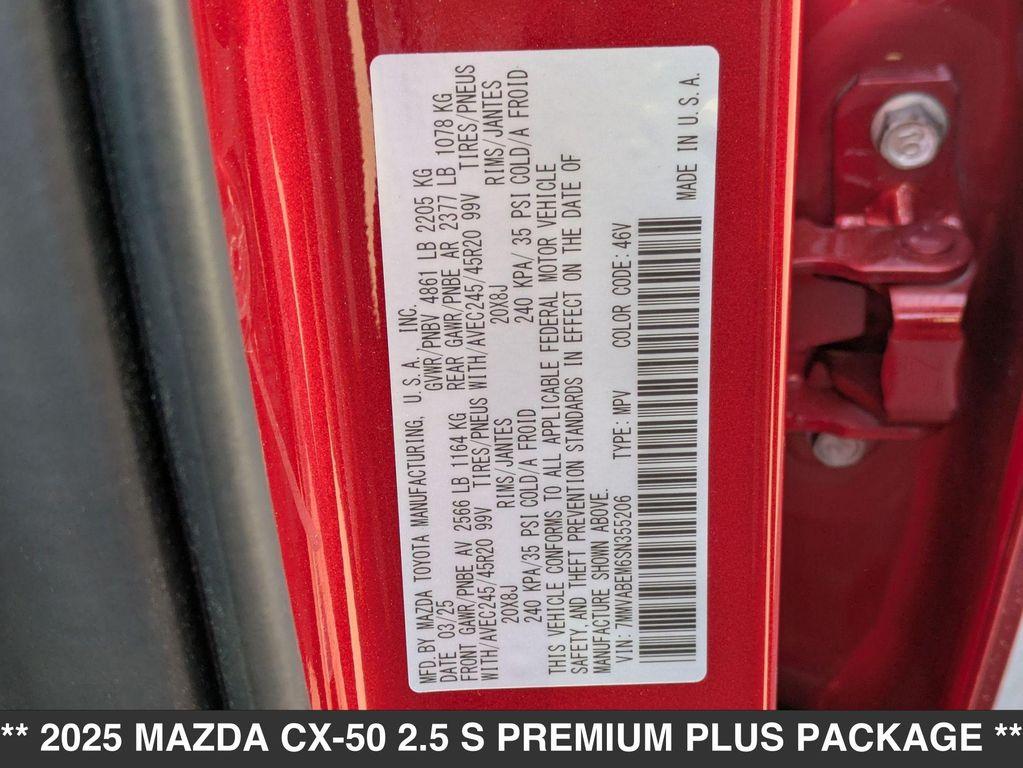 MFD.BY MAZDA TOYOTA MANUFACTURING, U.S.A. INC.
DATE 03/25 GVWR/PNBV 4861 LB 2205 KG
FRONT GAWR/PNBE AV 2566 LB 1164 KG REAR GAWR/PNBE AR 2377 LB 1078 KG
WITH/AVEC245/45R20 99V TIRES/PNEUS WITH/AVEC245/45R20 99V TIRES/PNEUS
20X8J RIMS/JANTES 20X8J RIMS/JANTES
240 KPA/35 PSI COLD/A FROID 240 KPA/ 35 PSI COLD/A FROID
THIS VEHICLE CONFORMS TO ALL APPLICABLE FEDERAL MOTOR VEHICLE
SAFETY, AND THEFT PREVENTION STANDARDS IN EFFECT ON THE DATE OF
MANUFACTURE SHOWN ABOVE.
VIN: 7MMVABEM6SN355206 TYPE: MPV COLOR CODE: 46V
MADE IN U.S.A.
** 2025 MAZDA CX-50 2.5 S PREMIUM PLUS PACKAGE **